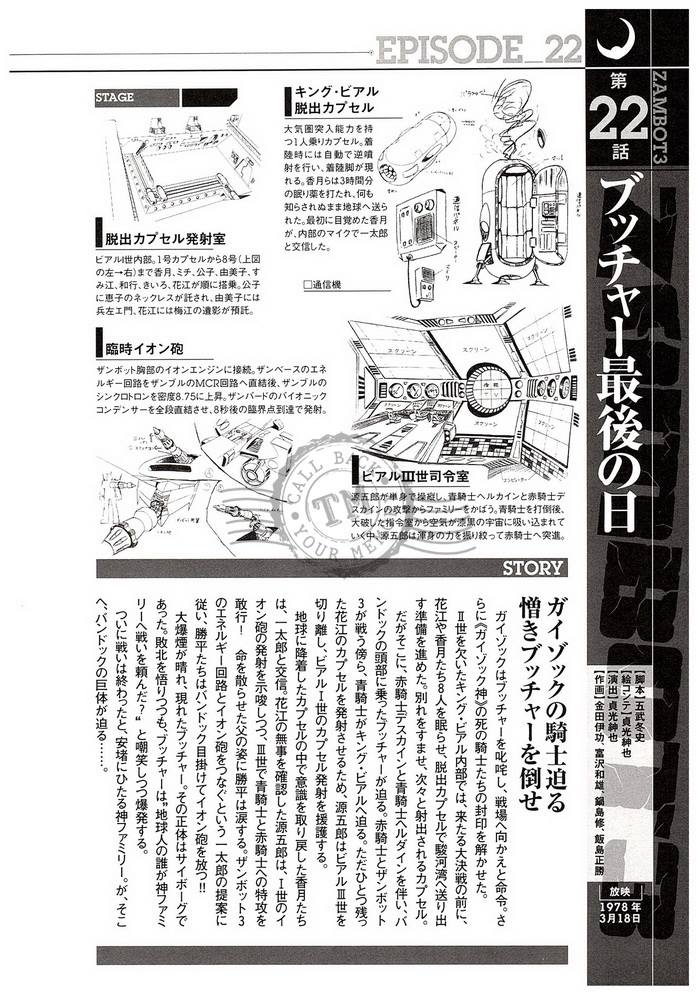 EPISODE_22
ZAMBOT3
第
22
話
ブッチャー最後の日
[脚本]五武冬史
[絵コンテ]貞光紳也
[演出]貞光紳也
[作画]金田伊功、富沢和雄、鍋島修、飯島正勝
放映
1978年
3月18日
STAGE
脱出カプセル発射室
ビアルⅠ世内部。1号カプセルから8号(上図
の左→右)まで香月、ミチ、公子、由美子、す
み江、和行、きいろ、花江が順に搭乗。公子
に恵子のネックレスが託され、由美子には
兵左エ門、花江には梅江の遺影が預託。
キング・ビアル
脱出カプセル
大気圏突入能力を持
つ1人乗りカプセル。着
陸時には自動で逆噴
射を行い、着陸脚が現
れる。香月らは3時間分
の眠り薬を打たれ、何も
知らされぬまま地球へ送ら
れた。最初に目覚めた香月
が、内部のマイクで一太郎
と交信した。
□通信機
臨時イオン砲
ザンボット胸部のイオンエンジンに接続。ザンベースのエネ
ルギー回路をザンブルのMCR回路へ直結後、ザンブルの
シンクロトロンを密度8.75に上昇。ザンバードのバイオニック
コンデンサーを全段直結させ、8秒後の臨界点到達で発射。
スクリーン
スクリーン
スクリーン
スクリーン
コンピューター
ビアルⅢ世司令室
源五郎が単身で操縦し、青騎士ヘルカインと赤騎士デ
スカインの攻撃からファミリーをかばう。青騎士を打倒後、
大破した指令室から空気が漆黒の宇宙に吸い込まれて
いく中、源五郎は渾身の力を振り絞って赤騎士へ突進。
CALL BACK
TMC
YOUR ME
STORY
ガイゾックの騎士迫る
憎きブッチャーを倒せ
ガイゾックはブッチャーを叱咤し、戦場へ向かえと命令。さ
らに《ガイゾック神》の死の騎士たちの封印を解かせた。
Ⅱ世を欠いたキング・ビアル内部では、来たる大決戦の前に、
花江や香月たち8人を眠らせ、脱出カプセルで駿河湾へ送り出
す準備を進めた。別れをすませ、次々と射出されるカプセル。
だがそこに、赤騎士デスカインと青騎士ヘルダインを伴い、バ
ンドックの頭部に乗ったブッチャーが迫る。赤騎士とザンボット
3が戦う傍ら、青騎士がキング・ビアルへ迫る。ただひとつ残っ
た花江のカプセルを発射させるため、源五郎はビアルⅢ世を
切り離し、ビアルⅠ世のカプセル発射を援護する。
地球に降着したカプセルの中で意識を取り戻した香月たち
は、一太郎と交信。花江の無事を確認した源五郎は、Ⅰ世のイ
オン砲の発射を示唆しつつ、Ⅲ世で青騎士と赤騎士への特攻を
敢行！ 命を散らせた父の姿に勝平は涙する。ザンボット3
のエネルギー回路とイオン砲をつなぐという一太郎の提案に
従い、勝平たちはバンドック目掛けてイオン砲を放つ!!
大爆煙が晴れ、現れたブッチャー。その正体はサイボーグで
あった。敗北を悟りつつも、ブッチャーは“地球人の誰が神ファミ
リーへ戦いを頼んだ？”と嘲笑しつつ爆発する。
ついに戦いは終わったと、安堵にひたる神ファミリー。が、そこ
へ、バンドックの巨体が迫る……。